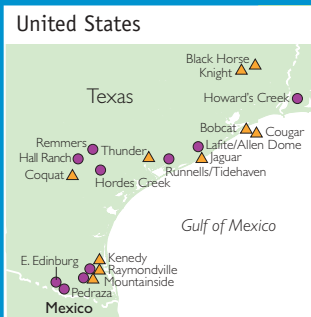 United States
Black Horse
Knight
Texas
Howard's Creek
Bobcat
Cougar
Remmers
Thunder
Lafite/Allen Dome
Hall Ranch
Jaguar
Coquat
Hordes Creek
Runnells/Tidehaven
Gulf of Mexico
Kenedy
E. Edinburg
Raymondville
Mountainside
Pedraza
Mexico